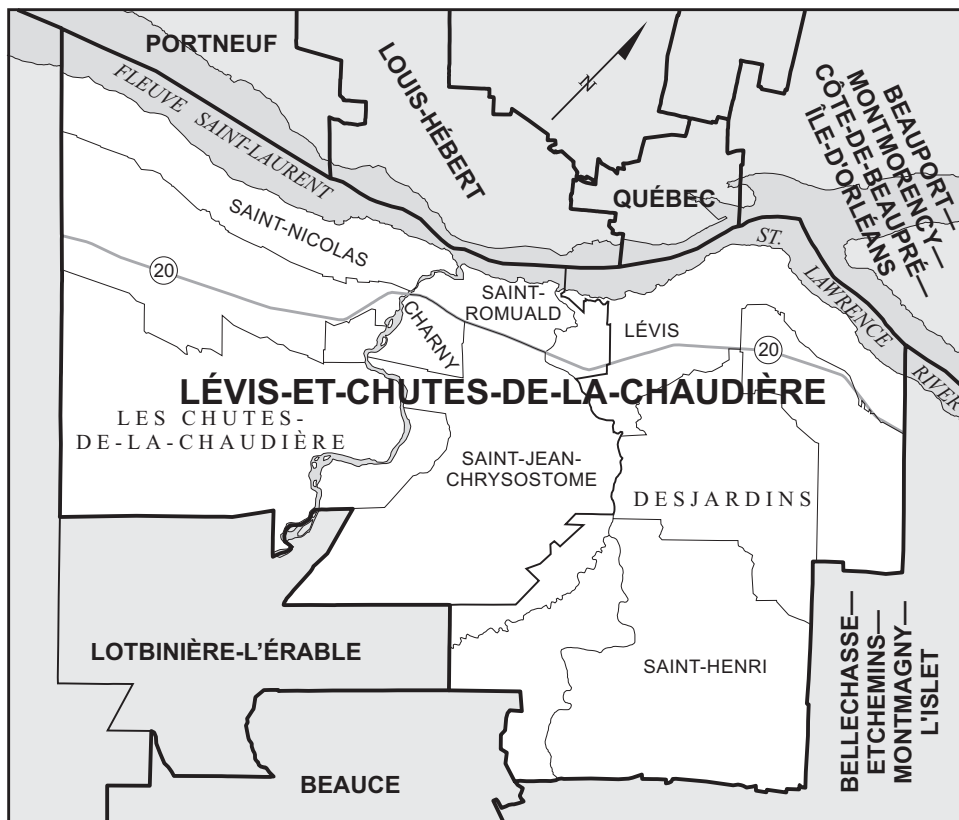 PORTNEUF
LOUIS-HÉBERT
N
BEAUPORT—
MONTMORENCY—
CÔTE-DE-BEAUPRÉ—
ÎLE-D'ORLÉANS
FLEUVE SAINT-LAURENT
QUÉBEC
SAINT-NICOLAS
ST. LAWRENCE RIVER
20
SAINT-
ROMUALD
CHARNY
LÉVIS
20
LÉVIS-ET-CHUTES-DE-LA-CHAUDIÈRE
LES CHUTES-
DE-LA-CHAUDIÈRE
SAINT-JEAN-
CHRYSOSTOME
DESJARDINS
LOTBINIÈRE-L'ÉRABLE
SAINT-HENRI
BELLECHASSE—
ETCHEMINS—
MONTMAGNY—
L'ISLET
BEAUCE